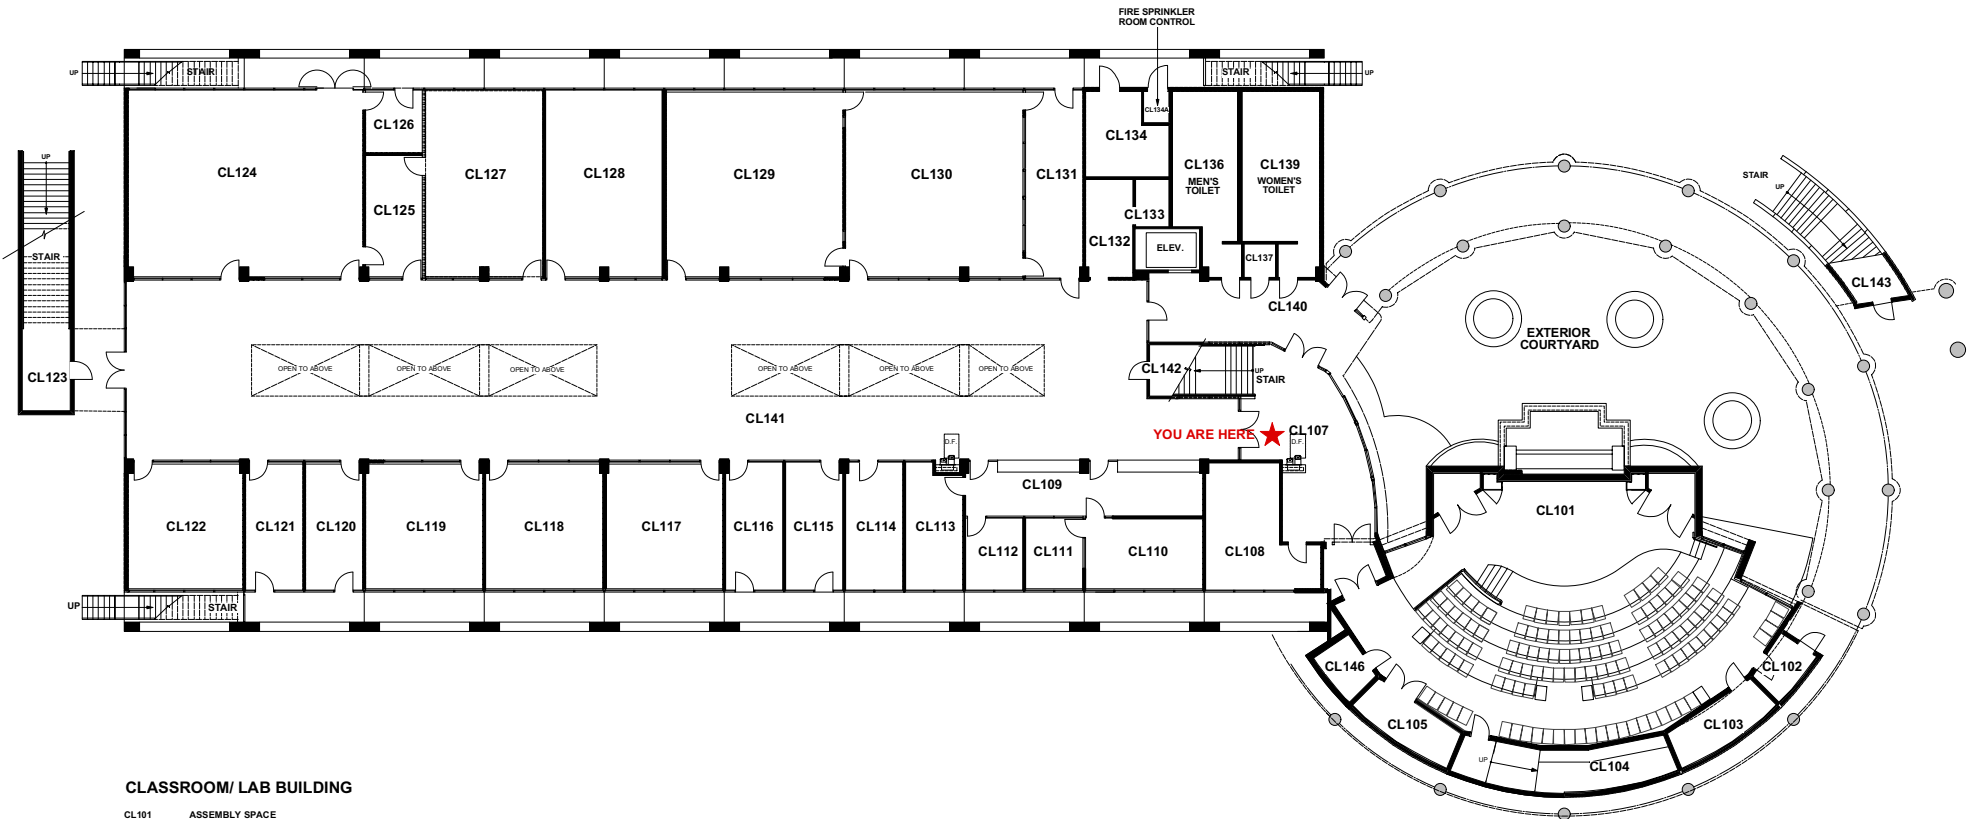 FIRE SPRINKLER
ROOM CONTROL
UP
STAIR
STAIR
UP
CL134A
CL126
CL134
CL124
CL127
CL128
CL129
CL130
CL131
CL136
MEN'S
TOILET
CL139
WOMEN'S
TOILET
UP
STAIR
CL125
CL133
CL132
ELEV.
CL137
STAIR
UP
CL143
CL140
EXTERIOR
COURTYARD
CL123
OPEN TO ABOVE
OPEN TO ABOVE
OPEN TO ABOVE
OPEN TO ABOVE
OPEN TO ABOVE
OPEN TO ABOVE
CL142
UP
STAIR
CL141
YOU ARE HERE
CL107
D.F.
D.F.
CL109
CL101
CL122
CL121
CL120
CL119
CL118
CL117
CL116
CL115
CL114
CL113
CL112
CL111
CL110
CL108
UP
STAIR
CL146
CL102
CL105
CL103
UP
CL104
CLASSROOM/ LAB BUILDING
CL101 ASSEMBLY SPACE